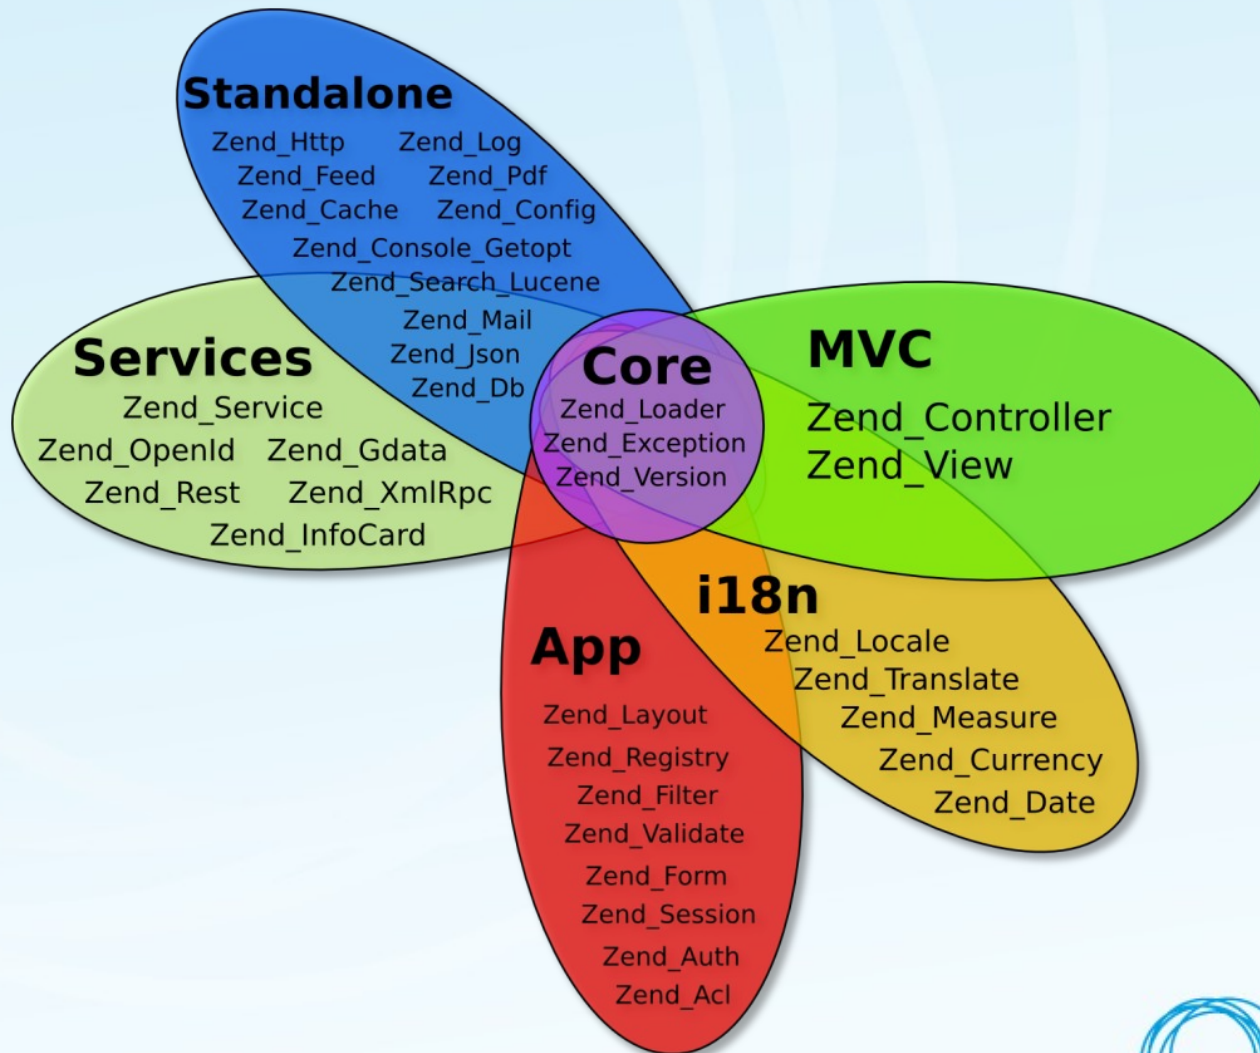 Standalone
Zend_Http Zend_Log
Zend_Feed Zend_Pdf
Zend_Cache Zend_Config
Zend_Console_Getopt
Zend_Search_Lucene
Zend_Mail
Zend_Json
Zend_Db
Services
Zend_Service
Zend_OpenId Zend_Gdata
Zend_Rest Zend_XmlRpc
Zend_InfoCard
Core
Zend_Loader
Zend_Exception
Zend_Version
MVC
Zend_Controller
Zend_View
i18n
Zend_Locale
Zend_Translate
Zend_Measure
Zend_Currency
Zend_Date
App
Zend_Layout
Zend_Registry
Zend_Filter
Zend_Validate
Zend_Form
Zend_Session
Zend_Auth
Zend_Acl